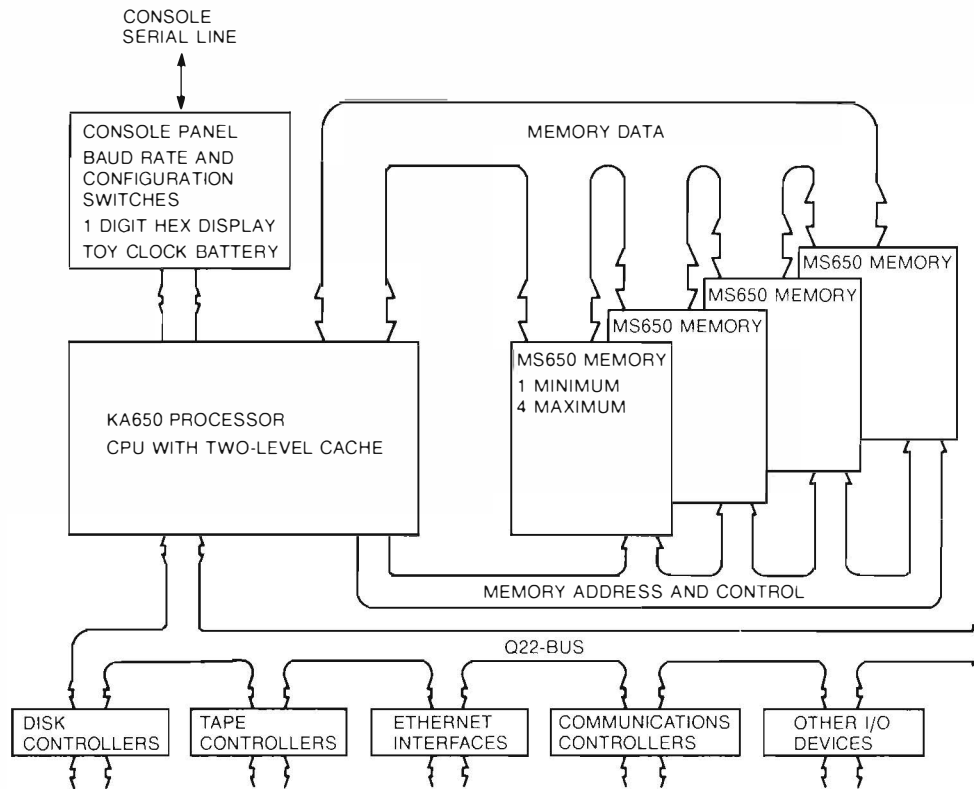 CONSOLE
SERIAL LINE
CONSOLE PANEL
BAUD RATE AND
CONFIGURATION
SWITCHES
1 DIGIT HEX DISPLAY
TOY CLOCK BATTERY
MEMORY DATA
MS650 MEMORY
MS650 MEMORY
MS650 MEMORY
MS650 MEMORY
1 MINIMUM
4 MAXIMUM
KA650 PROCESSOR
CPU WITH TWO-LEVEL CACHE
MEMORY ADDRESS AND CONTROL
Q22-BUS
DISK
CONTROLLERS
TAPE
CONTROLLERS
ETHERNET
INTERFACES
COMMUNICATIONS
CONTROLLERS
OTHER I/O
DEVICES